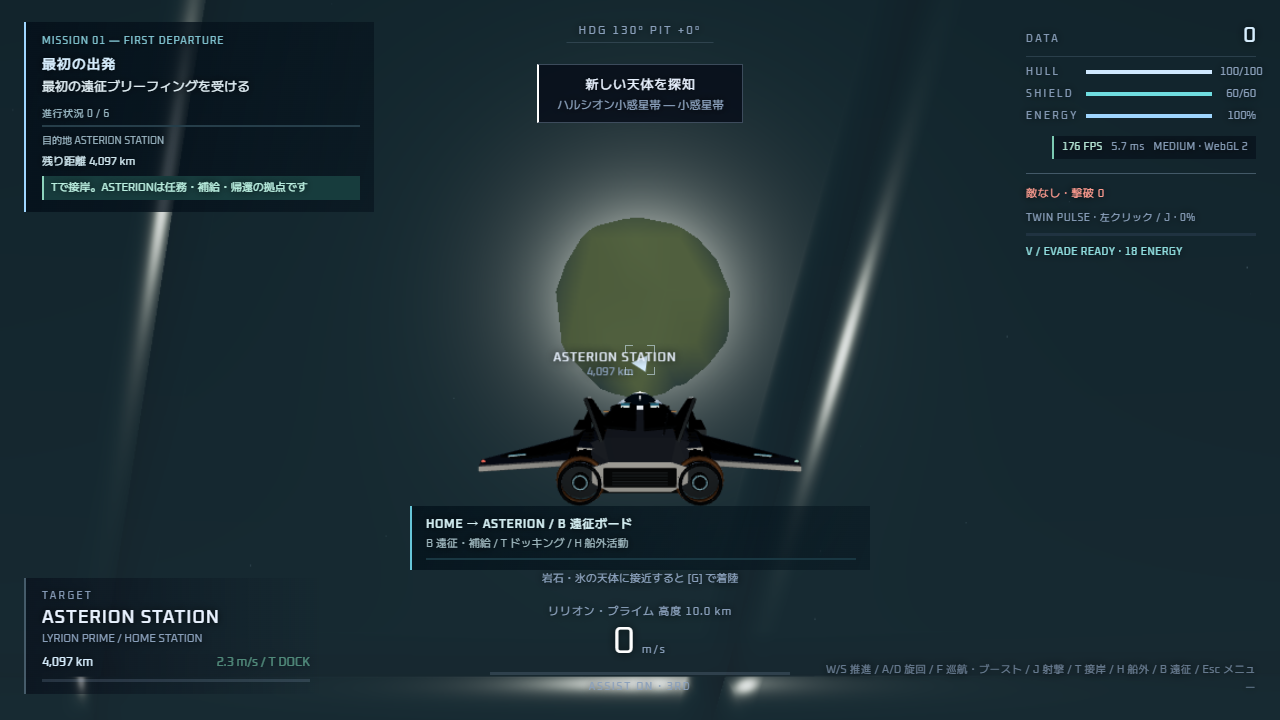 MISSION 01 — FIRST DEPARTURE
最初の出発
最初の遠征ブリーフィングを受ける
進行状況 0 / 6
目的地 ASTERION STATION
残り距離 4,097 km
Tで接岸。ASTERIONは任務・補給・帰還の拠点です
HDG 130° PIT +0°
新しい天体を探知
ハルシオン小惑星帯 — 小惑星帯
DATA 0
HULL 100/100
SHIELD 60/60
ENERGY 100%
176 FPS 5.7 ms MEDIUM · WebGL 2
敵なし · 撃破 0
TWIN PULSE · 左クリック / J · 0%
V / EVADE READY · 18 ENERGY
ASTERION STATION
4,097 km
HOME → ASTERION / B 遠征ボード
B 遠征・補給 / T ドッキング / H 船外活動
岩石・氷の天体に接近すると [G] で着陸
リリオン・プライム 高度 10.0 km
0 m/s
TARGET
ASTERION STATION
LYRION PRIME / HOME STATION
4,097 km 2.3 m/s / T DOCK
W/S 推進 / A/D 旋回 / F 巡航・ブースト / J 射撃 / T 接岸 / H 船外 / B 遠征 / Esc メニュ
ー